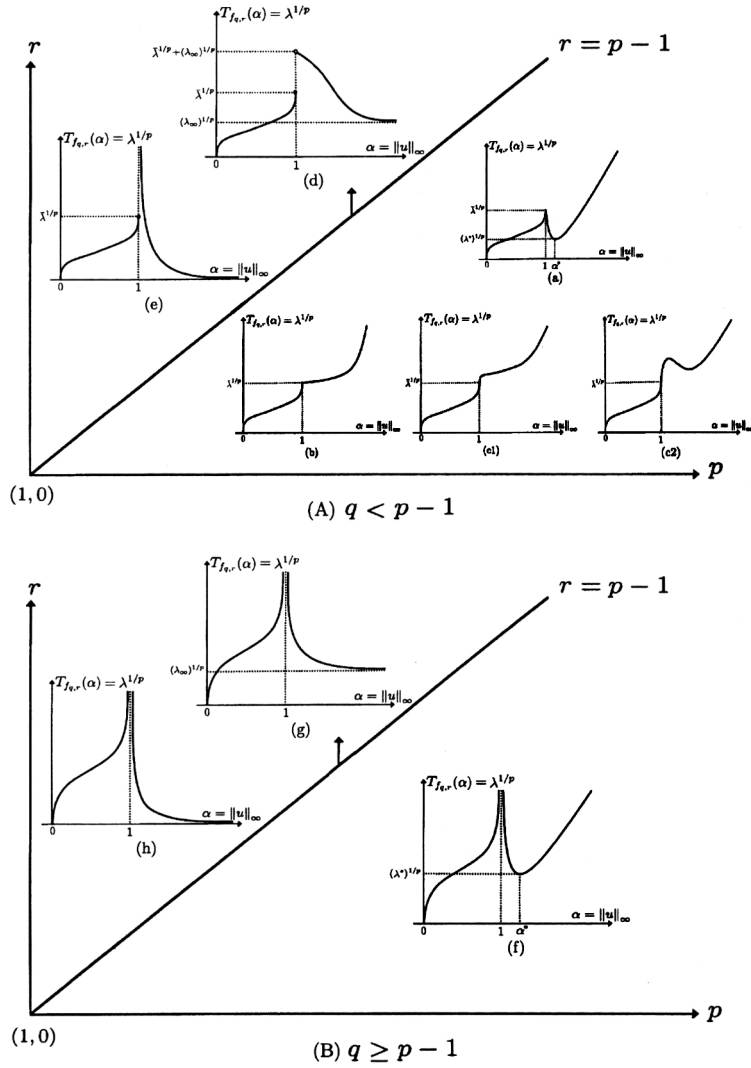 r
T_{f_{q,r}}(α) = λ^{1/p}
r = p − 1
λ̄^{1/p} + (λ_∞)^{1/p}
λ̄^{1/p}
(λ_∞)^{1/p}
α = ‖u‖_∞
0 1
(d)
T_{f_{q,r}}(α) = λ^{1/p}
λ̄^{1/p}
α = ‖u‖_∞
0 1
(e)
T_{f_{q,r}}(α) = λ^{1/p}
λ̄^{1/p}
(λ*)^{1/p}
α = ‖u‖_∞
0 1 α*
(a)
T_{f_{q,r}}(α) = λ^{1/p}
λ̄^{1/p}
α = ‖u‖_∞
0 1
(b)
T_{f_{q,r}}(α) = λ^{1/p}
λ̄^{1/p}
α = ‖u‖_∞
0 1
(c1)
T_{f_{q,r}}(α) = λ^{1/p}
λ̄^{1/p}
α = ‖u‖_∞
0 1
(c2)
p
(1, 0)
(A) q < p − 1
r
T_{f_{q,r}}(α) = λ^{1/p}
r = p − 1
(λ_∞)^{1/p}
α = ‖u‖_∞
0 1
(g)
T_{f_{q,r}}(α) = λ^{1/p}
α = ‖u‖_∞
0 1
(h)
T_{f_{q,r}}(α) = λ^{1/p}
(λ*)^{1/p}
α = ‖u‖_∞
0 1 α*
(f)
p
(1, 0)
(B) q ≥ p − 1